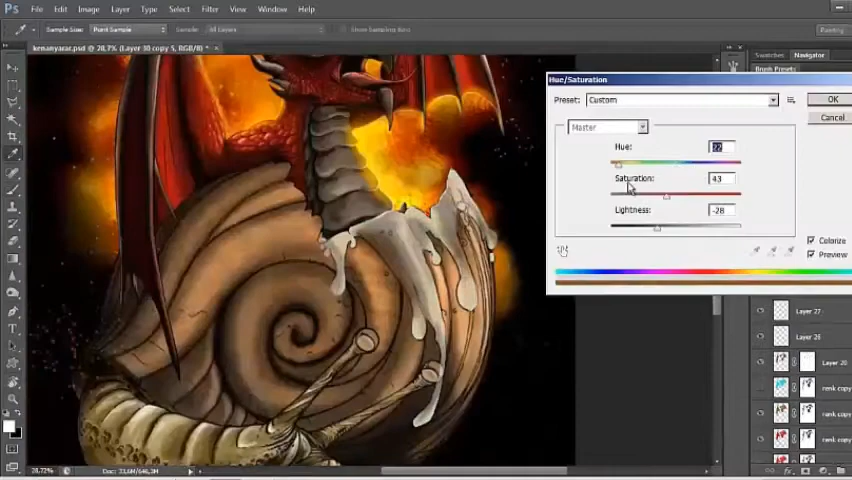 Ps File Edit Image Layer Type Select Filter View Window Help
Sample Size: Point Sample Sample: All Layers Show Sampling Ring Painting
kenanyarar.psd @ 28,7% (Layer 30 copy 5, RGB/8) *
Swatches Navigator
Brush Presets
Hue/Saturation
Preset: Custom OK
Master Cancel
Hue: 22
Saturation: 43
Lightness: -28
Colorize
Preview
Layer 27
Layer 26
Layer 20
renk copy
renk copy
renk copy
28,72% Doc: 23,6M/646,3M